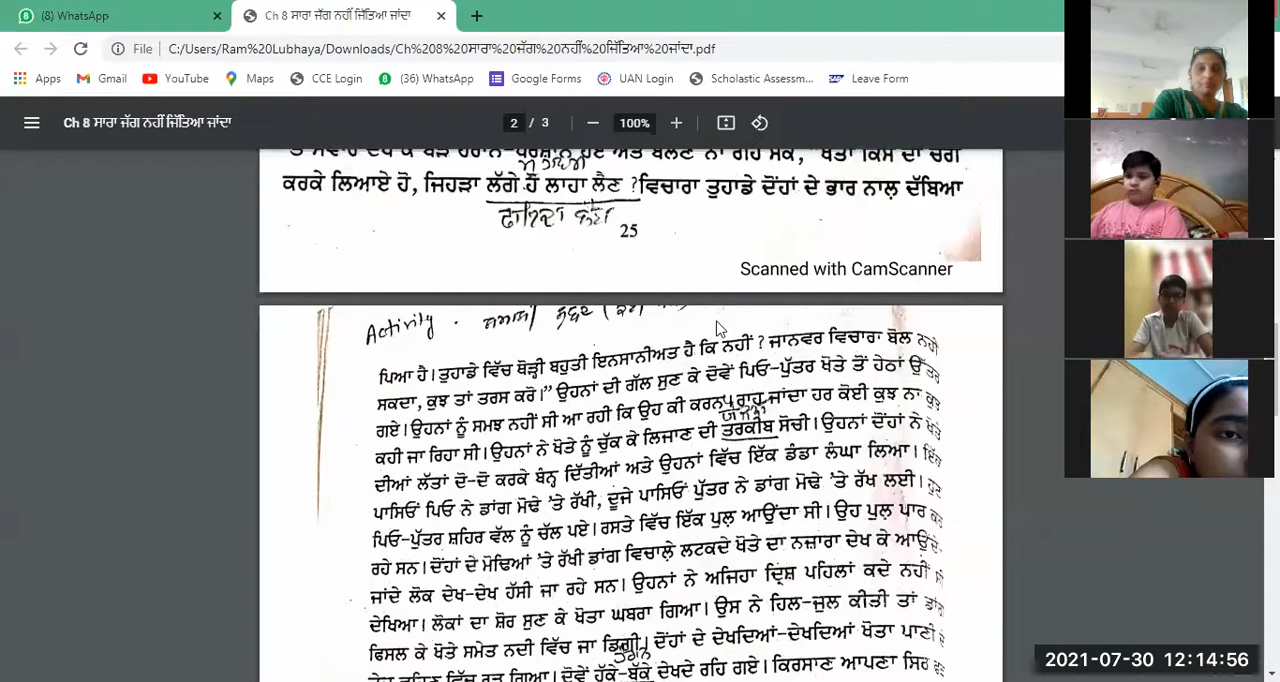 (8) WhatsApp
Ch 8 ਸਾਰਾ ਜੱਗ ਨਹੀਂ ਜਿੱਤਿਆ ਜਾਂਦਾ
File C:/Users/Ram%20Lubhaya/Downloads/Ch%208%20ਸਾਰਾ%20ਜੱਗ%20ਨਹੀਂ%20ਜਿੱਤਿਆ%20ਜਾਂਦਾ.pdf
Apps Gmail YouTube Maps CCE Login (36) WhatsApp Google Forms UAN Login Scholastic Assessm... Leave Form
Ch 8 ਸਾਰਾ ਜੱਗ ਨਹੀਂ ਜਿੱਤਿਆ ਜਾਂਦਾ 2 / 3 100%
ਕਰਕੇ ਲਿਆਏ ਹੋ, ਜਿਹੜਾ ਲੱਗੇ ਹੋ ਲਾਹਾ ਲੈਣ ? ਵਿਚਾਰਾ ਤੁਹਾਡੇ ਦੋਂਹਾਂ ਦੇ ਭਾਰ ਨਾਲ਼ ਦੱਬਿਆ
ਫਾਇਦਾ
25
Scanned with CamScanner
Activity.
ਪਿਆ ਹੈ। ਤੁਹਾਡੇ ਵਿੱਚ ਥੋੜ੍ਹੀ ਬਹੁਤੀ ਇਨਸਾਨੀਅਤ ਹੈ ਕਿ ਨਹੀਂ ? ਜਾਨਵਰ ਵਿਚਾਰਾ ਬੋਲ ਨਹੀਂ
ਸਕਦਾ, ਕੁਝ ਤਾਂ ਤਰਸ ਕਰੋ।” ਉਹਨਾਂ ਦੀ ਗੱਲ ਸੁਣ ਕੇ ਦੋਵੇਂ ਪਿਓ-ਪੁੱਤਰ ਖੋਤੇ ਤੋਂ ਹੇਠਾਂ ਉੱਤਰ
ਗਏ। ਉਹਨਾਂ ਨੂੰ ਸਮਝ ਨਹੀਂ ਸੀ ਆ ਰਹੀ ਕਿ ਉਹ ਕੀ ਕਰਨ, ਰਾਹ ਜਾਂਦਾ ਹਰ ਕੋਈ ਕੁਝ ਨਾ ਕੁਝ
ਕਹੀ ਜਾ ਰਿਹਾ ਸੀ। ਉਹਨਾਂ ਨੇ ਖੋਤੇ ਨੂੰ ਚੁੱਕ ਕੇ ਲਿਜਾਣ ਦੀ ਤਰਕੀਬ ਸੋਚੀ। ਉਹਨਾਂ ਦੋਂਹਾਂ ਨੇ ਖੋਤੇ
ਦੀਆਂ ਲੱਤਾਂ ਦੋ-ਦੋ ਕਰਕੇ ਬੰਨ੍ਹ ਦਿੱਤੀਆਂ ਅਤੇ ਉਹਨਾਂ ਵਿੱਚ ਇੱਕ ਡੰਡਾ ਲੰਘਾ ਲਿਆ।
ਪਾਸਿਓਂ ਪਿਓ ਨੇ ਡਾਂਗ ਮੋਢੇ ’ਤੇ ਰੱਖੀ, ਦੂਜੇ ਪਾਸਿਓਂ ਪੁੱਤਰ ਨੇ ਡਾਂਗ ਮੋਢੇ ’ਤੇ ਰੱਖ ਲਈ। ਹੁਣ
ਪਿਓ-ਪੁੱਤਰ ਸ਼ਹਿਰ ਵੱਲ ਨੂੰ ਚੱਲ ਪਏ। ਰਸਤੇ ਵਿੱਚ ਇੱਕ ਪੁਲ਼ ਆਉਂਦਾ ਸੀ। ਉਹ ਪੁਲ਼ ਪਾਰ ਕਰ
ਰਹੇ ਸਨ। ਦੋਂਹਾਂ ਦੇ ਮੋਢਿਆਂ ’ਤੇ ਰੱਖੀ ਡਾਂਗ ਵਿਚਾਲ਼ੇ ਲਟਕਦੇ ਖੋਤੇ ਦਾ ਨਜ਼ਾਰਾ ਦੇਖ ਕੇ ਆਉਂਦੇ-
ਜਾਂਦੇ ਲੋਕ ਦੇਖ-ਦੇਖ ਹੱਸੀ ਜਾ ਰਹੇ ਸਨ। ਉਹਨਾਂ ਨੇ ਅਜਿਹਾ ਦ੍ਰਿਸ਼ ਪਹਿਲਾਂ ਕਦੇ ਨਹੀਂ ਸੀ
ਦੇਖਿਆ। ਲੋਕਾਂ ਦਾ ਸ਼ੋਰ ਸੁਣ ਕੇ ਖੋਤਾ ਘਬਰਾ ਗਿਆ। ਉਸ ਨੇ ਹਿਲ-ਜੁਲ ਕੀਤੀ ਤਾਂ ਡਾਂਗ
ਫਿਸਲ ਕੇ ਖੋਤੇ ਸਮੇਤ ਨਦੀ ਵਿੱਚ ਜਾ ਡਿਗੀ। ਦੋਂਹਾਂ ਦੇ ਦੇਖਦਿਆਂ-ਦੇਖਦਿਆਂ ਖੋਤਾ ਪਾਣੀ ਦੇ
ਰੁੜ੍ਹ ਗਿਆ। ਦੋਵੇਂ ਹੱਕੇ-ਬੱਕੇ ਦੇਖਦੇ ਰਹਿ ਗਏ। ਕਿਰਸਾਣ ਆਪਣਾ ਸਿਰ
2021-07-30 12:14:56